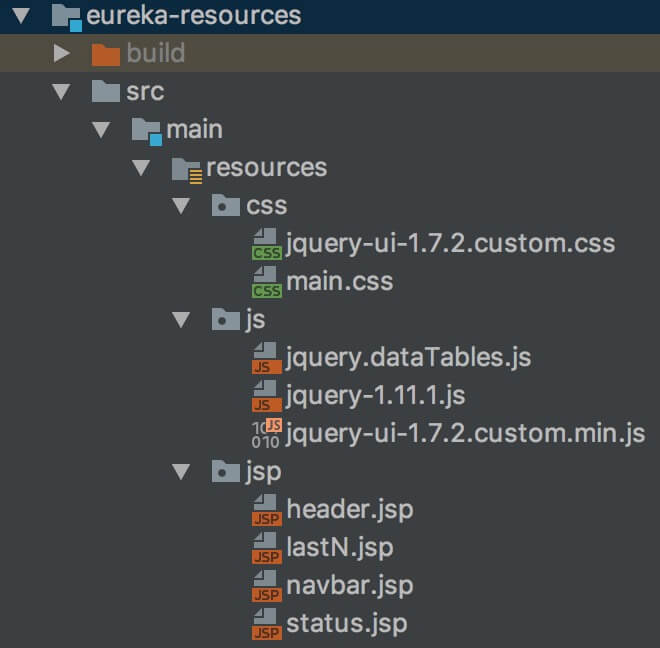 eureka-resources
build
src
main
resources
css
CSS jquery-ui-1.7.2.custom.css
CSS main.css
js
JS jquery.dataTables.js
JS jquery-1.11.1.js
JS jquery-ui-1.7.2.custom.min.js
jsp
JSP header.jsp
JSP lastN.jsp
JSP navbar.jsp
JSP status.jsp